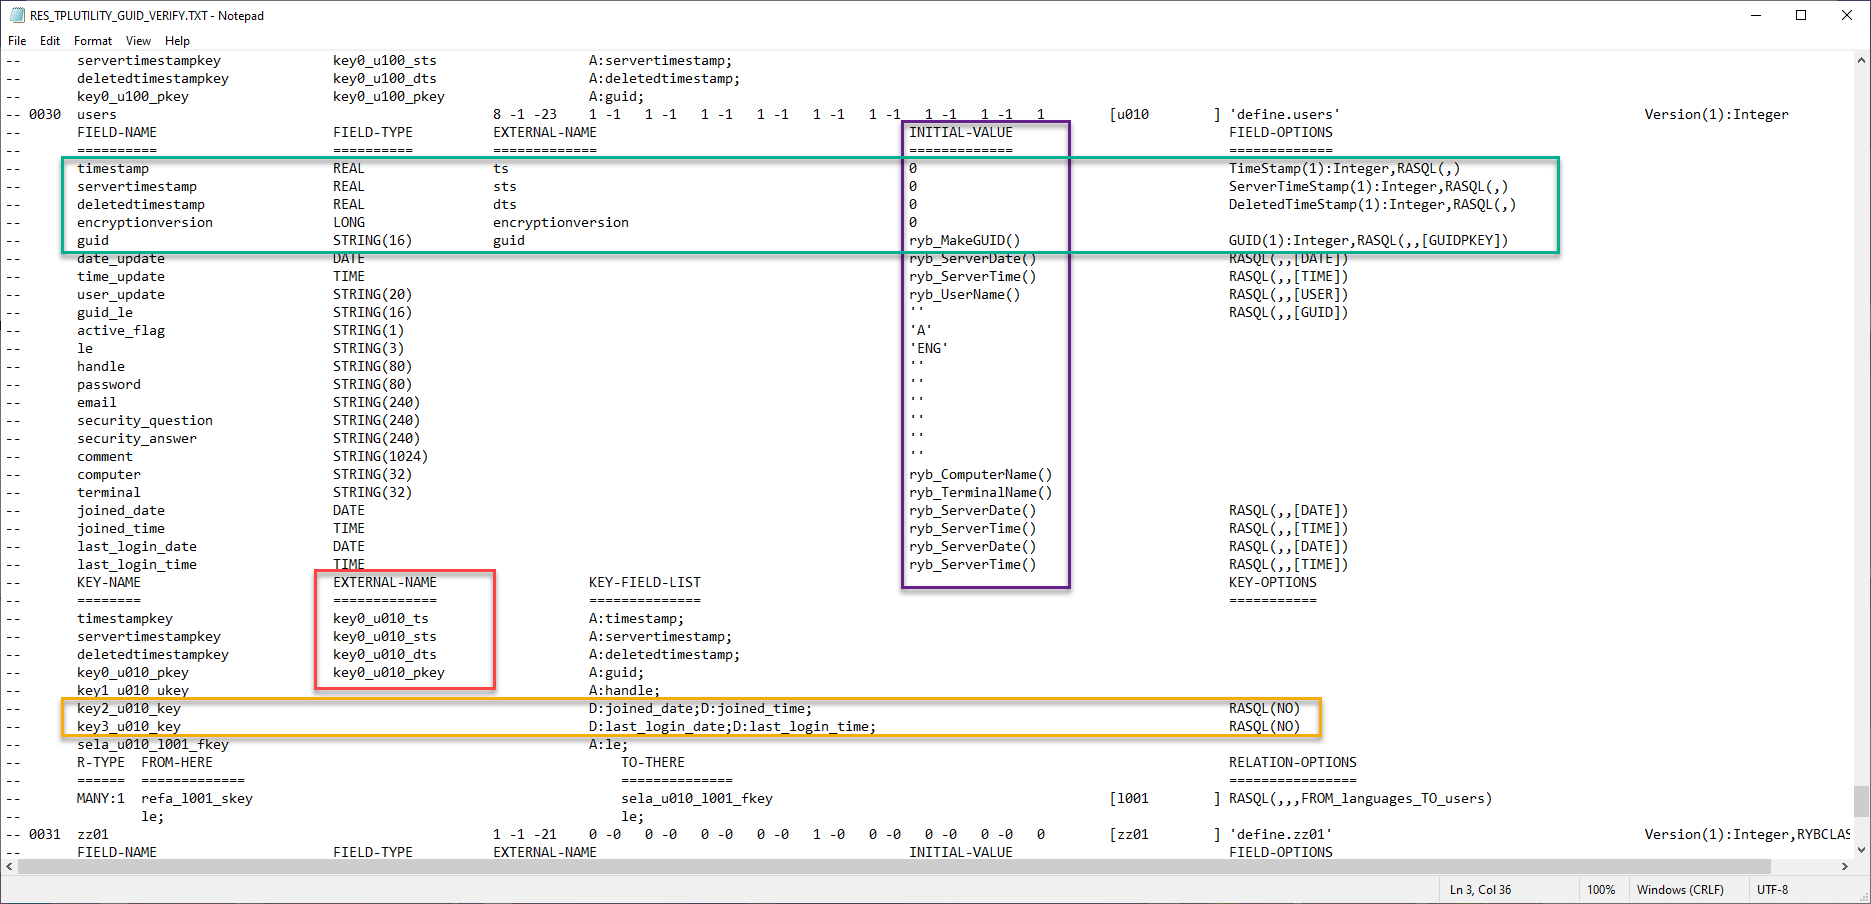 RES_TPLUTILITY_GUID_VERIFY.TXT - Notepad
File Edit Format View Help
-- servertimestampkey key0_u100_sts A:servertimestamp;
-- deletedtimestampkey key0_u100_dts A:deletedtimestamp;
-- key0_u100_pkey key0_u100_pkey A:guid;
-- 0030 users 8 -1 -23 1 -1 1 -1 1 -1 1 -1 1 -1 1 -1 1 -1 1 -1 1 [u010 ] 'define.users' Version(1):Integer
-- FIELD-NAME FIELD-TYPE EXTERNAL-NAME INITIAL-VALUE FIELD-OPTIONS
-- ========== ========== ============= ============= =============
-- timestamp REAL ts 0 TimeStamp(1):Integer,RASQL(,)
-- servertimestamp REAL sts 0 ServerTimeStamp(1):Integer,RASQL(,)
-- deletedtimestamp REAL dts 0 DeletedTimeStamp(1):Integer,RASQL(,)
-- encryptionversion LONG encryptionversion 0
-- guid STRING(16) guid ryb_MakeGUID() GUID(1):Integer,RASQL(,,[GUIDPKEY])
-- date_update DATE ryb_ServerDate() RASQL(,,[DATE])
-- time_update TIME ryb_ServerTime() RASQL(,,[TIME])
-- user_update STRING(20) ryb_UserName() RASQL(,,[USER])
-- guid_le STRING(16) '' RASQL(,,[GUID])
-- active_flag STRING(1) 'A'
-- le STRING(3) 'ENG'
-- handle STRING(80) ''
-- password STRING(80) ''
-- email STRING(240) ''
-- security_question STRING(240) ''
-- security_answer STRING(240) ''
-- comment STRING(1024) ''
-- computer STRING(32) ryb_ComputerName()
-- terminal STRING(32) ryb_TerminalName()
-- joined_date DATE ryb_ServerDate() RASQL(,,[DATE])
-- joined_time TIME ryb_ServerTime() RASQL(,,[TIME])
-- last_login_date DATE ryb_ServerDate() RASQL(,,[DATE])
-- last_login_time TIME ryb_ServerTime() RASQL(,,[TIME])
-- KEY-NAME EXTERNAL-NAME KEY-FIELD-LIST KEY-OPTIONS
-- ======== ============= ============== ===========
-- timestampkey key0_u010_ts A:timestamp;
-- servertimestampkey key0_u010_sts A:servertimestamp;
-- deletedtimestampkey key0_u010_dts A:deletedtimestamp;
-- key0_u010_pkey key0_u010_pkey A:guid;
-- key1_u010_ukey A:handle;
-- key2_u010_key D:joined_date;D:joined_time; RASQL(NO)
-- key3_u010_key D:last_login_date;D:last_login_time; RASQL(NO)
-- sela_u010_l001_fkey A:le;
-- R-TYPE FROM-HERE TO-THERE RELATION-OPTIONS
-- ====== ============= ============== ================
-- MANY:1 refa_l001_skey sela_u010_l001_fkey [l001 ] RASQL(,,,FROM_languages_TO_users)
-- le; le;
-- 0031 zz01 1 -1 -21 0 -0 0 -0 0 -0 0 -0 1 -0 0 -0 0 -0 0 -0 0 [zz01 ] 'define.zz01' Version(1):Integer,RYBCLAS
-- FIELD-NAME FIELD-TYPE EXTERNAL-NAME INITIAL-VALUE FIELD-OPTIONS
Ln 3, Col 36 100% Windows (CRLF) UTF-8